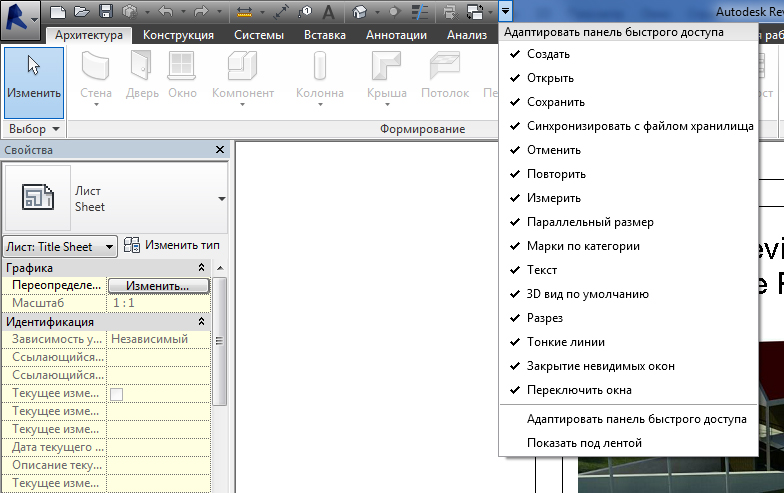 Autodesk Rev
Архитектура Конструкция Системы Вставка Аннотации Анализ
Адаптировать панель быстрого доступа
Создать
Открыть
Сохранить
Синхронизировать с файлом хранилища
Отменить
Повторить
Измерить
Параллельный размер
Марки по категории
Текст
3D вид по умолчанию
Разрез
Тонкие линии
Закрытие невидимых окон
Переключить окна
Адаптировать панель быстрого доступа
Показать под лентой
Изменить Стена Дверь Окно Компонент Колонна Крыша Потолок Пе
Выбор Формирование
Свойства
Лист
Sheet
Лист: Title Sheet Изменить тип
Графика
Переопределе... Изменить...
Масштаб 1 : 1
Идентификация
Зависимость у... Независимый
Ссылающийся...
Ссылающийся...
Текущее изме...
Текущее изме...
Текущее изме...
Дата текущего ...
Описание теку...
Текущее изме...